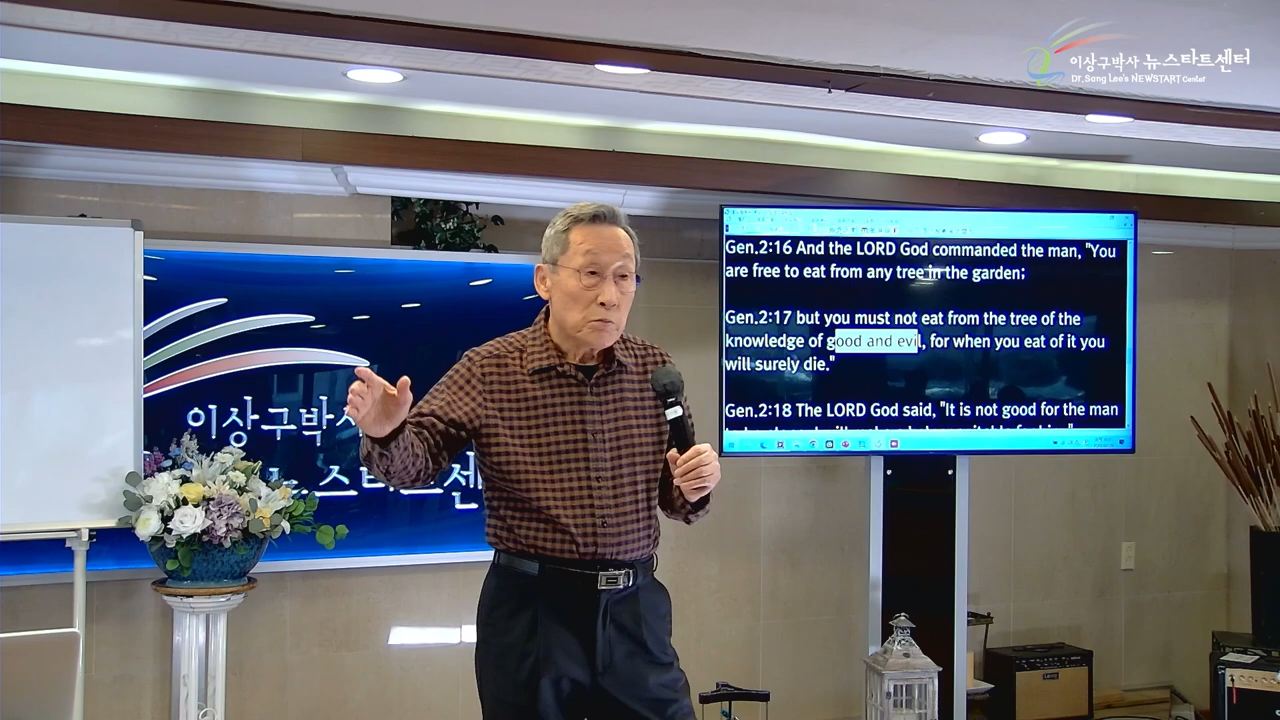 이상구박사 뉴스타트센터
Dr.Sang Lee's NEWSTART Center
Gen.2:16 And the LORD God commanded the man, "You
are free to eat from any tree in the garden;
Gen.2:17 but you must not eat from the tree of the
knowledge of good and evil, for when you eat of it you
will surely die."
Gen.2:18 The LORD God said, "It is not good for the man
이상구박사
스타트센
Laney